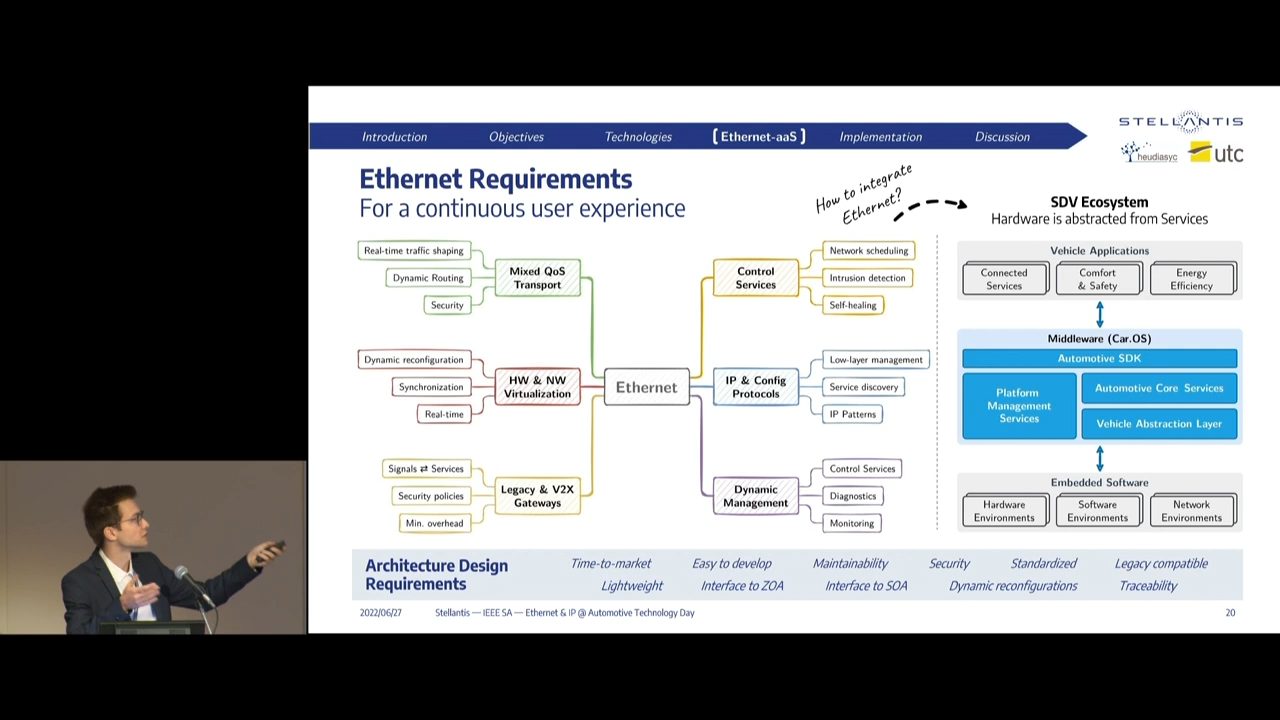 Introduction
Objectives
Technologies
[Ethernet-aaS]
Implementation
Discussion
STELLANTIS
heudiasyc
utc
Ethernet Requirements
For a continuous user experience
How to integrate
Ethernet?
SDV Ecosystem
Hardware is abstracted from Services
Real-time traffic shaping
Dynamic Routing
Security
Mixed QoS
Transport
Dynamic reconfiguration
Synchronization
Real-time
HW & NW
Virtualization
Signals ⇄ Services
Security policies
Min. overhead
Legacy & V2X
Gateways
Ethernet
Control
Services
Network scheduling
Intrusion detection
Self-healing
IP & Config
Protocols
Low-layer management
Service discovery
IP Patterns
Dynamic
Management
Control Services
Diagnostics
Monitoring
Vehicle Applications
Connected
Services
Comfort
& Safety
Energy
Efficiency
Middleware (Car.OS)
Automotive SDK
Platform
Management
Services
Automotive Core Services
Vehicle Abstraction Layer
Embedded Software
Hardware
Environments
Software
Environments
Network
Environments
Architecture Design
Requirements
Time-to-market
Easy to develop
Maintainability
Security
Standardized
Legacy compatible
Lightweight
Interface to ZOA
Interface to SOA
Dynamic reconfigurations
Traceability
2022/06/27
Stellantis — IEEE SA — Ethernet & IP @ Automotive Technology Day
20